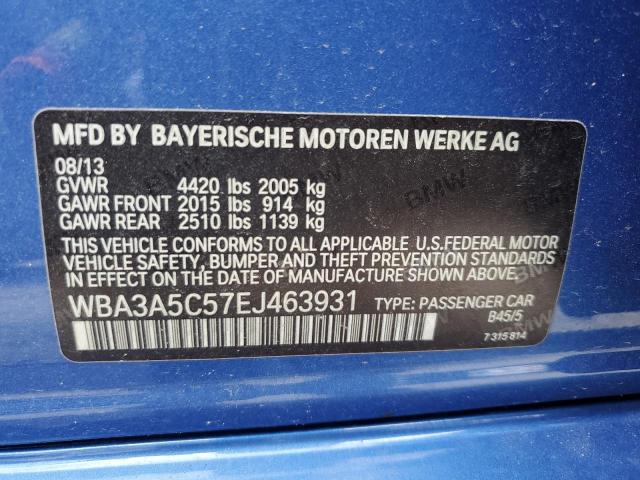 MFD BY BAYERISCHE MOTOREN WERKE AG
08/13
GVWR 4420 lbs 2005 kg
GAWR FRONT 2015 lbs 914 kg
GAWR REAR 2510 lbs 1139 kg
THIS VEHICLE CONFORMS TO ALL APPLICABLE U.S.FEDERAL MOTOR
VEHICLE SAFETY, BUMPER AND THEFT PREVENTION STANDARDS
IN EFFECT ON THE DATE OF MANUFACTURE SHOWN ABOVE.
WBA3A5C57EJ463931 TYPE: PASSENGER CAR
B45/5
7315814
BMW
BMW